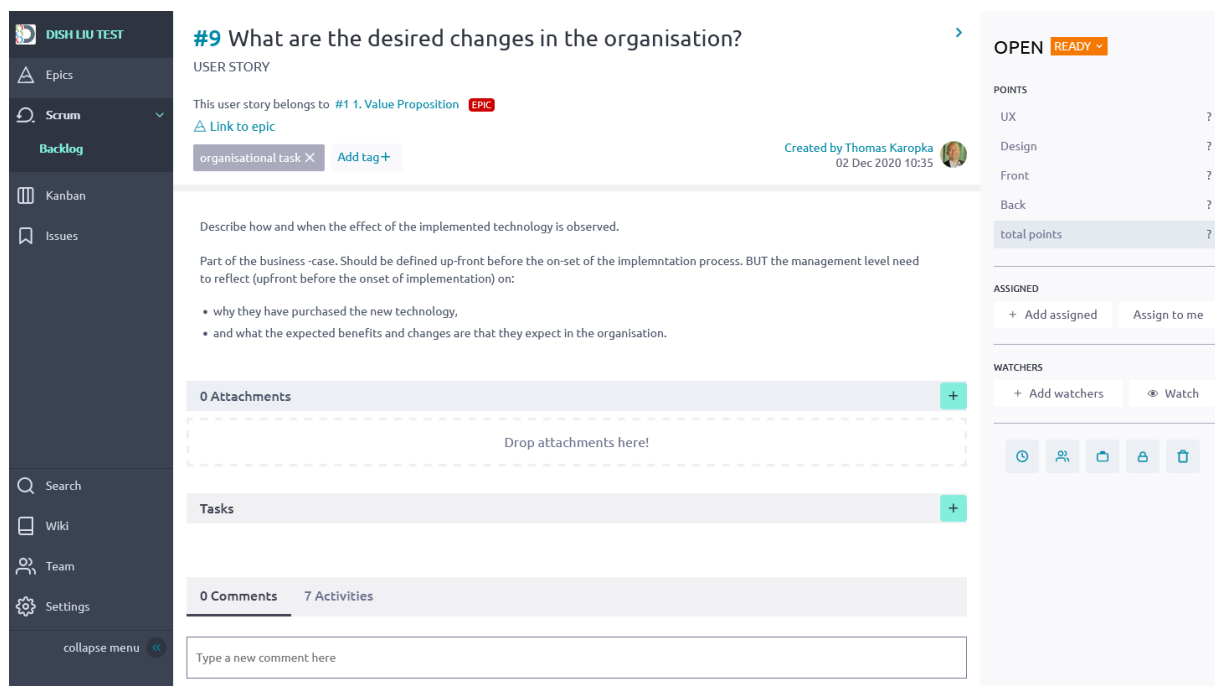 DISH LIU TEST
Epics
Scrum
Backlog
Kanban
Issues
Search
Wiki
Team
Settings
collapse menu
#9 What are the desired changes in the organisation?
USER STORY
This user story belongs to #1 1. Value Proposition EPIC
Link to epic
organisational task × Add tag+
Created by Thomas Karopka
02 Dec 2020 10:35
Describe how and when the effect of the implemented technology is observed.
Part of the business -case. Should be defined up-front before the on-set of the implemntation process. BUT the management level need
to reflect (upfront before the onset of implementation) on:
• why they have purchased the new technology,
• and what the expected benefits and changes are that they expect in the organisation.
0 Attachments +
Drop attachments here!
Tasks +
0 Comments 7 Activities
Type a new comment here
OPEN READY
POINTS
UX ?
Design ?
Front ?
Back ?
total points ?
ASSIGNED
+ Add assigned Assign to me
WATCHERS
+ Add watchers Watch